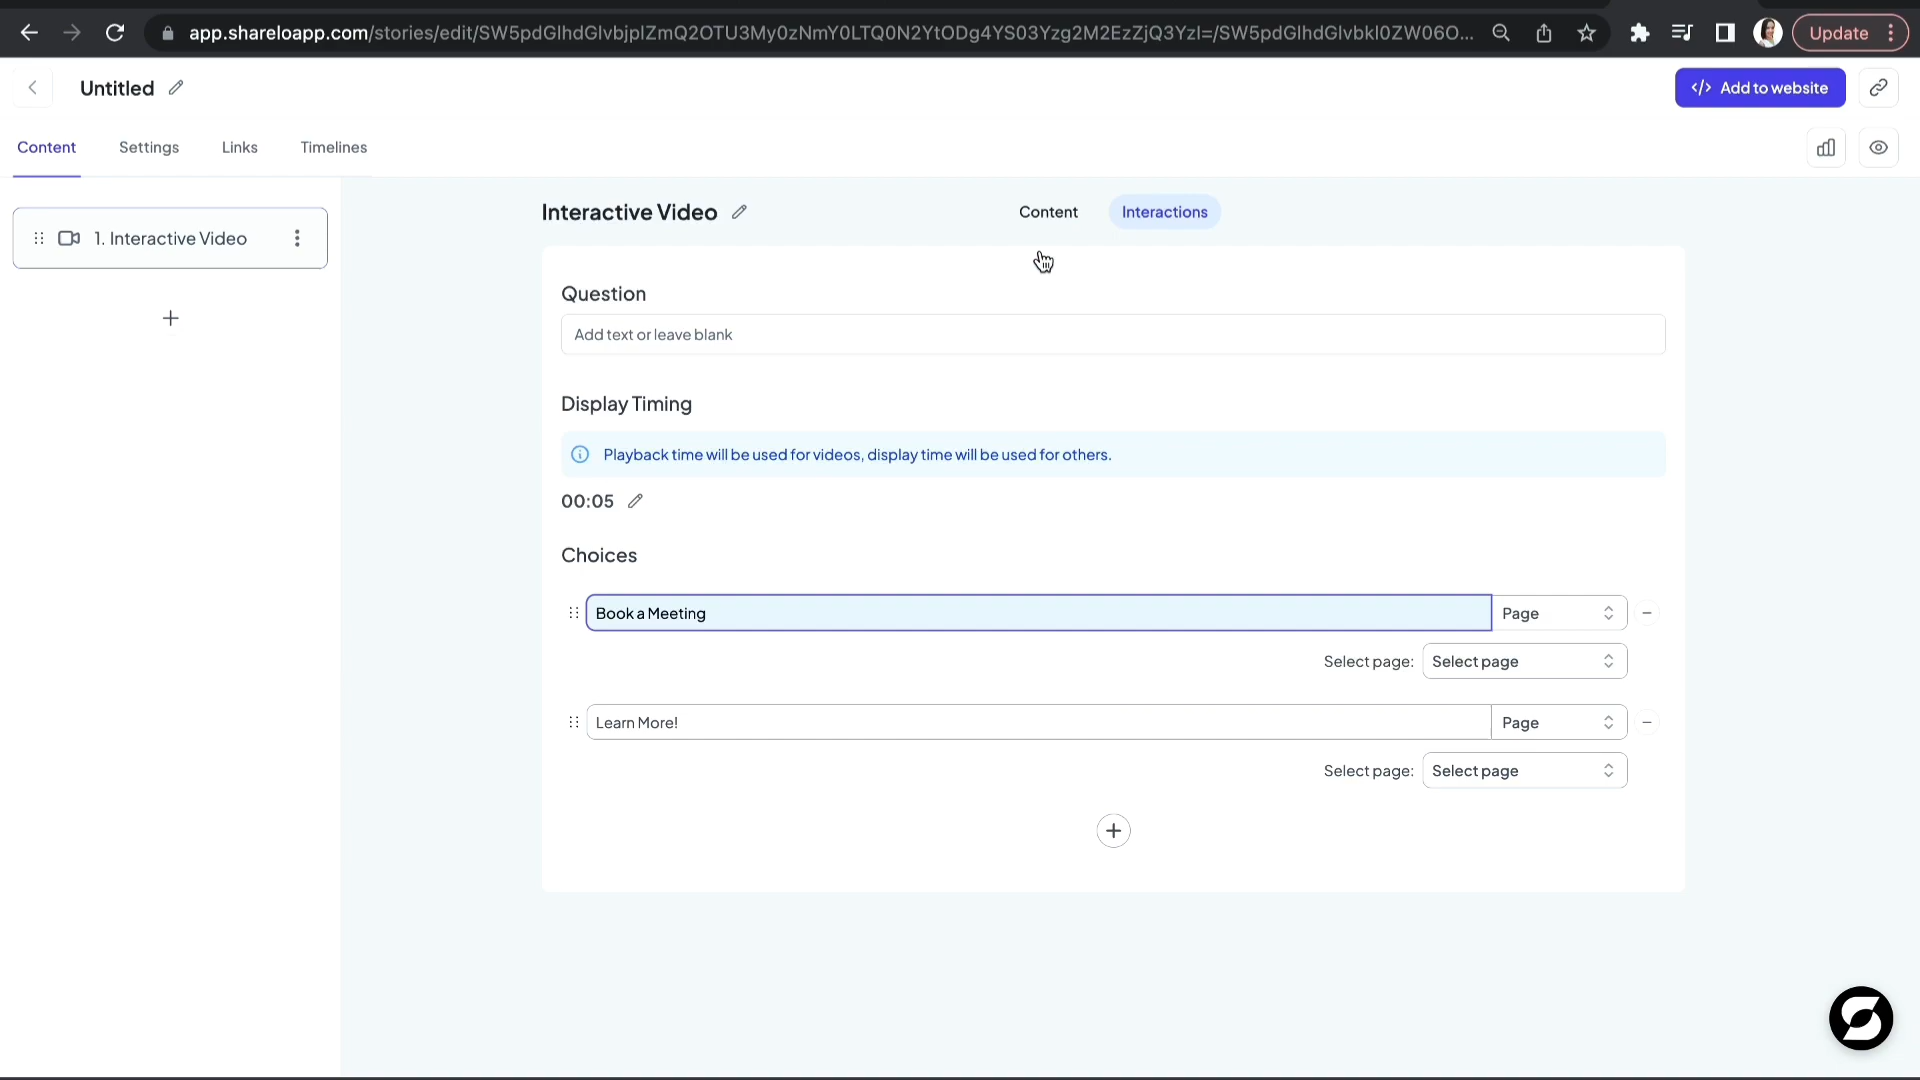 app.shareloapp.com/stories/edit/SW5pdGlhdGlvbjplZmQ2OTU3My0zNmY0LTQ0N2YtODg4YS03Yzg2M2EzZjQ3YzI=/SW5pdGlhdGlvbkl0ZW06O...
Update
Untitled
Add to website
Content
Settings
Links
Timelines
Interactive Video
Content
Interactions
1. Interactive Video
Question
Add text or leave blank
Display Timing
Playback time will be used for videos, display time will be used for others.
00:05
Choices
Book a Meeting
Page
Select page:
Select page
Learn More!
Page
Select page:
Select page